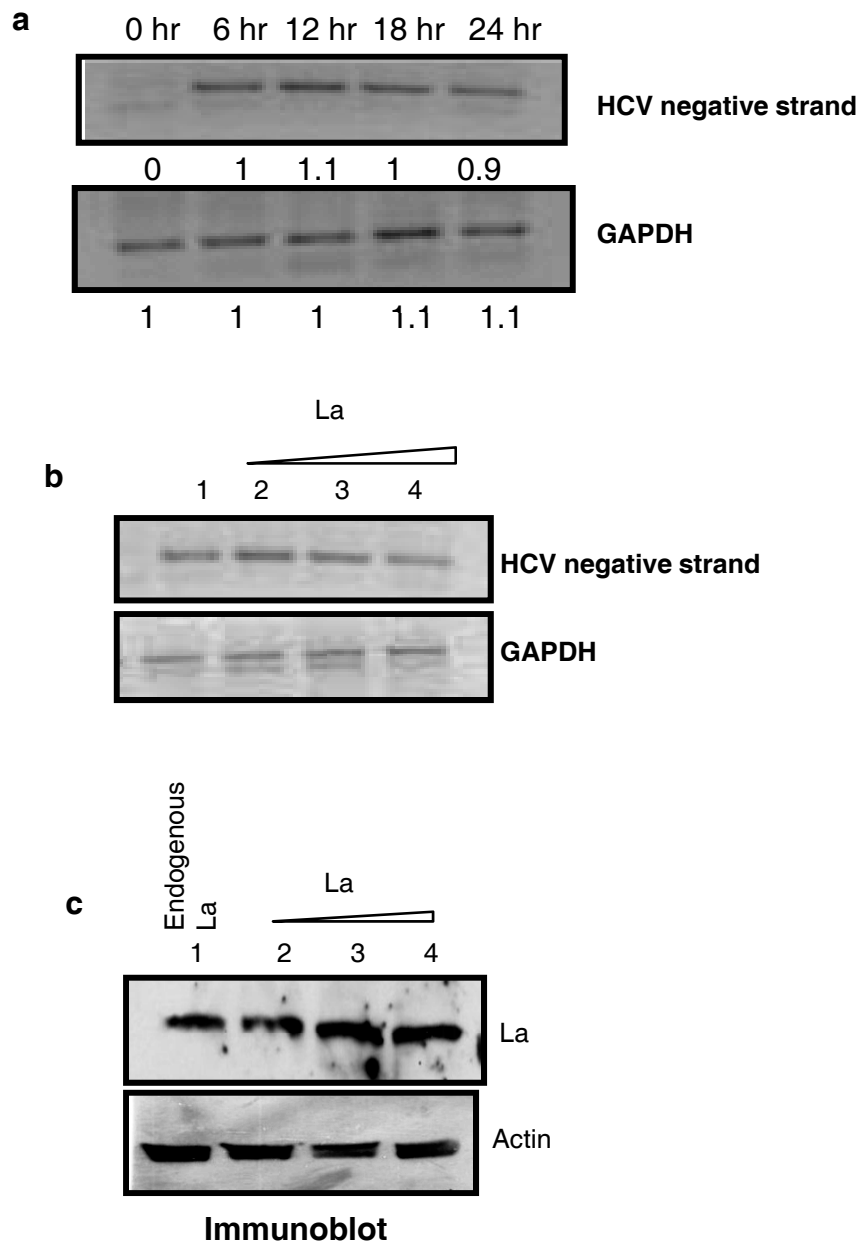 a
0 hr 6 hr 12 hr 18 hr 24 hr
HCV negative strand
0 1 1.1 1 0.9
GAPDH
1 1 1 1.1 1.1
La
b
1 2 3 4
HCV negative strand
GAPDH
c
Endogenous
La
La
1 2 3 4
La
Actin
Immunoblot